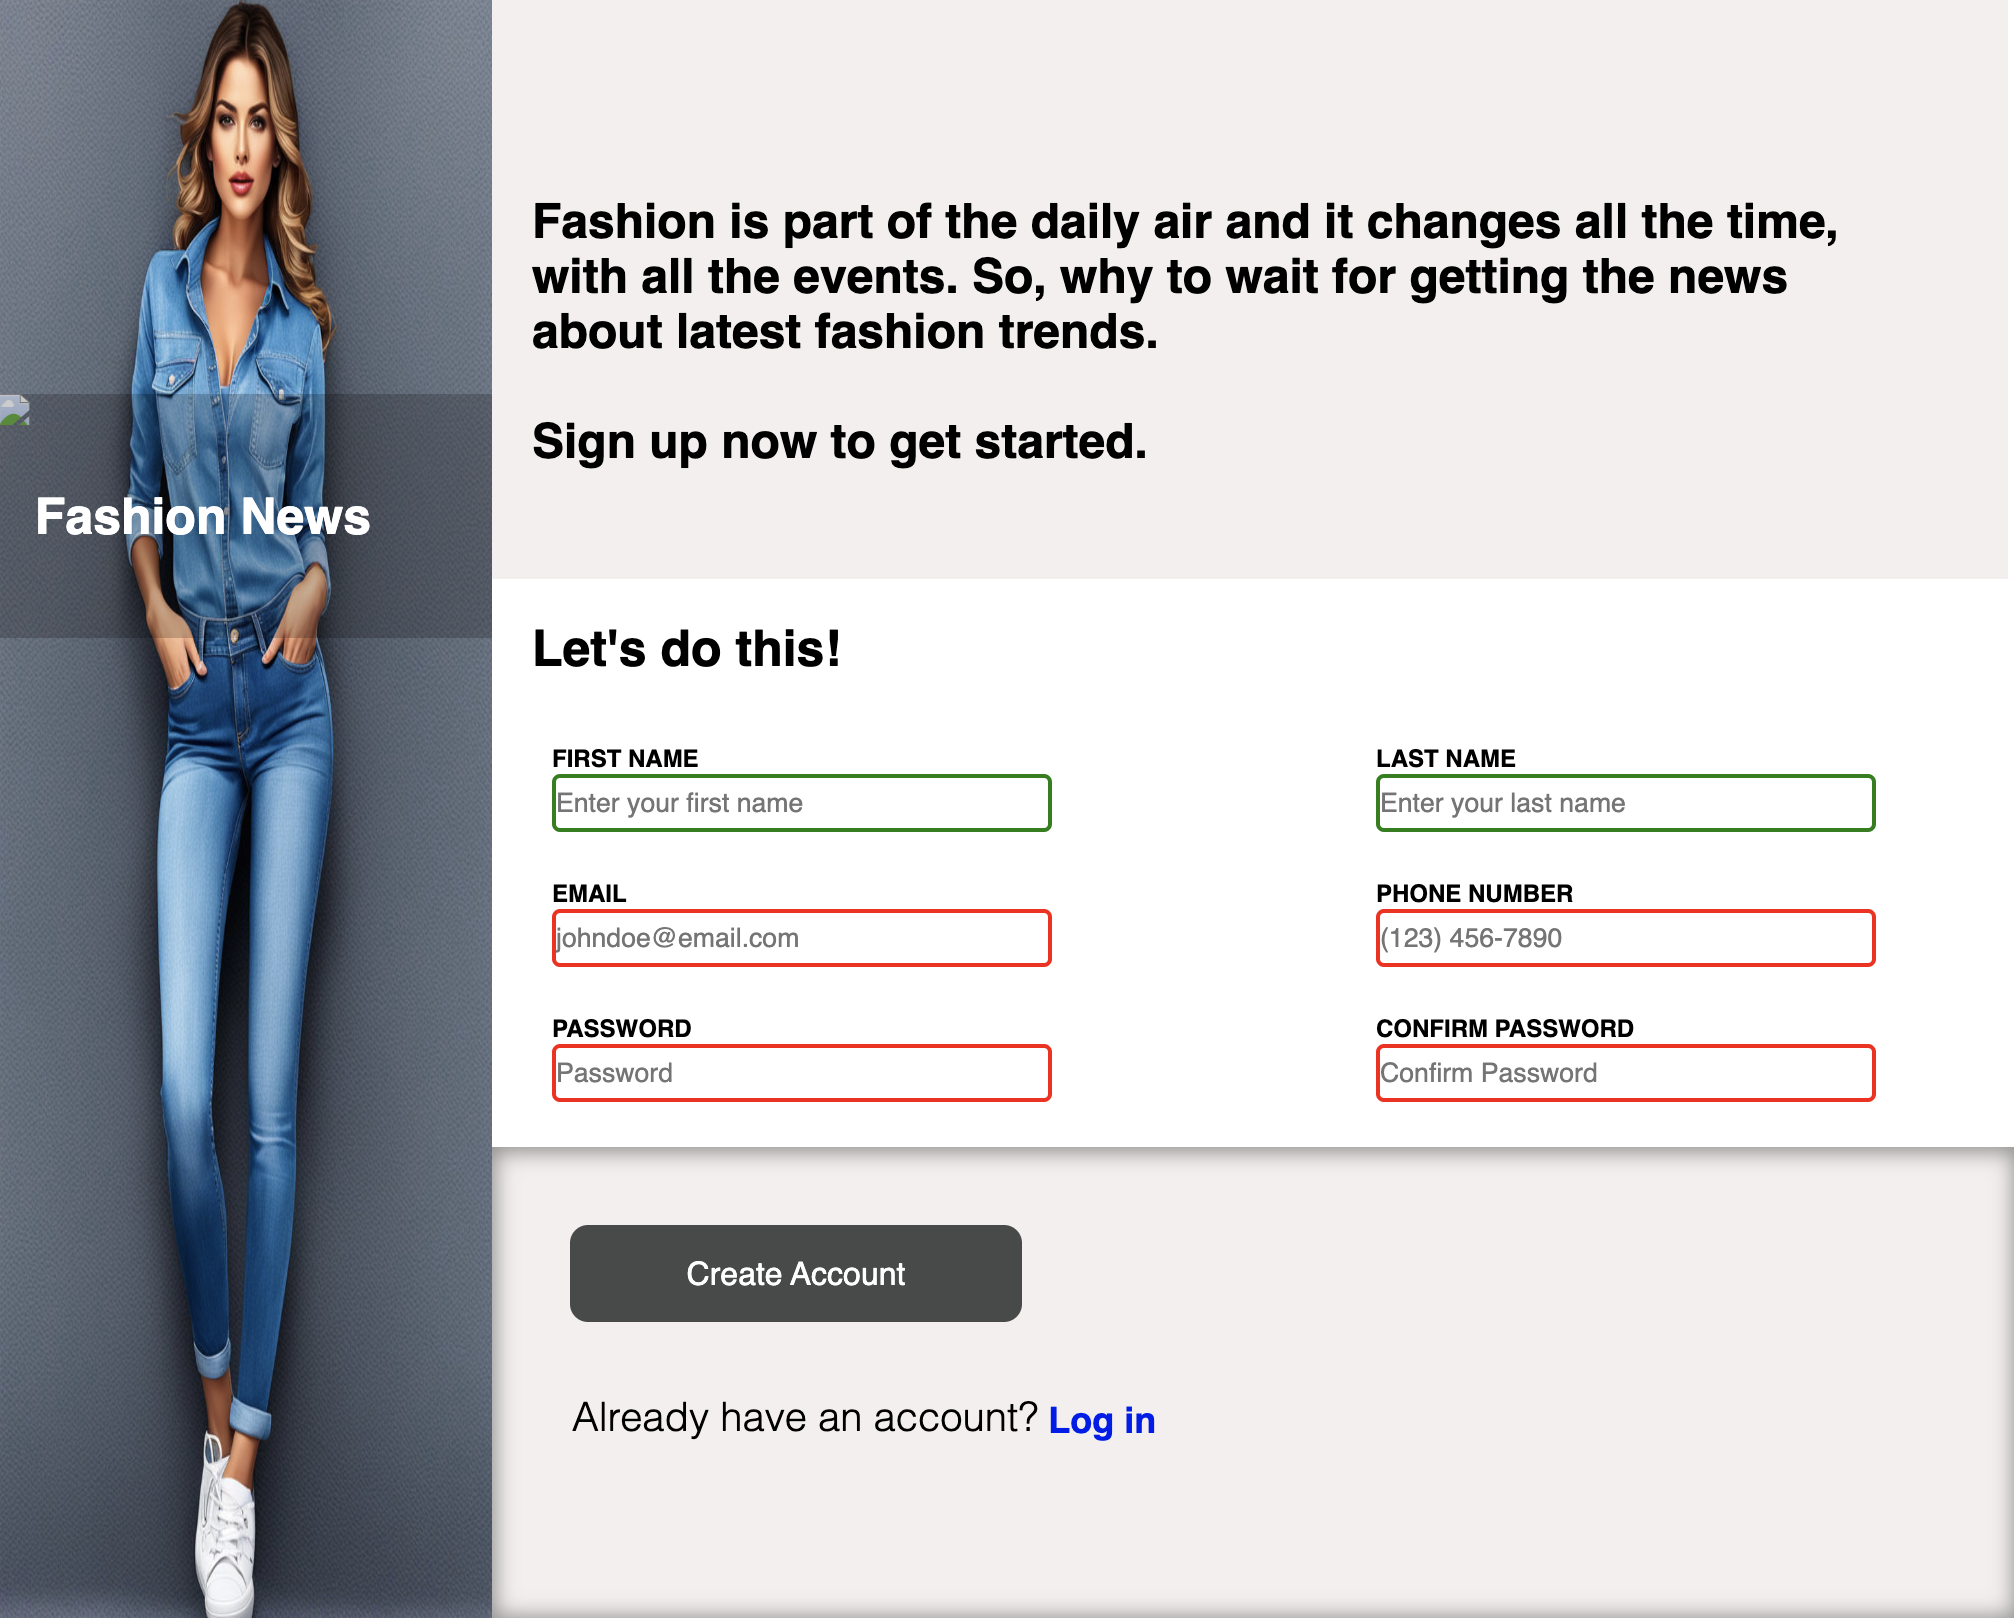 Fashion News
Fashion is part of the daily air and it changes all the time,
with all the events. So, why to wait for getting the news
about latest fashion trends.
Sign up now to get started.
Let's do this!
FIRST NAME
LAST NAME
Enter your first name
Enter your last name
EMAIL
PHONE NUMBER
johndoe@email.com
(123) 456-7890
PASSWORD
CONFIRM PASSWORD
Password
Confirm Password
Create Account
Already have an account? Log in